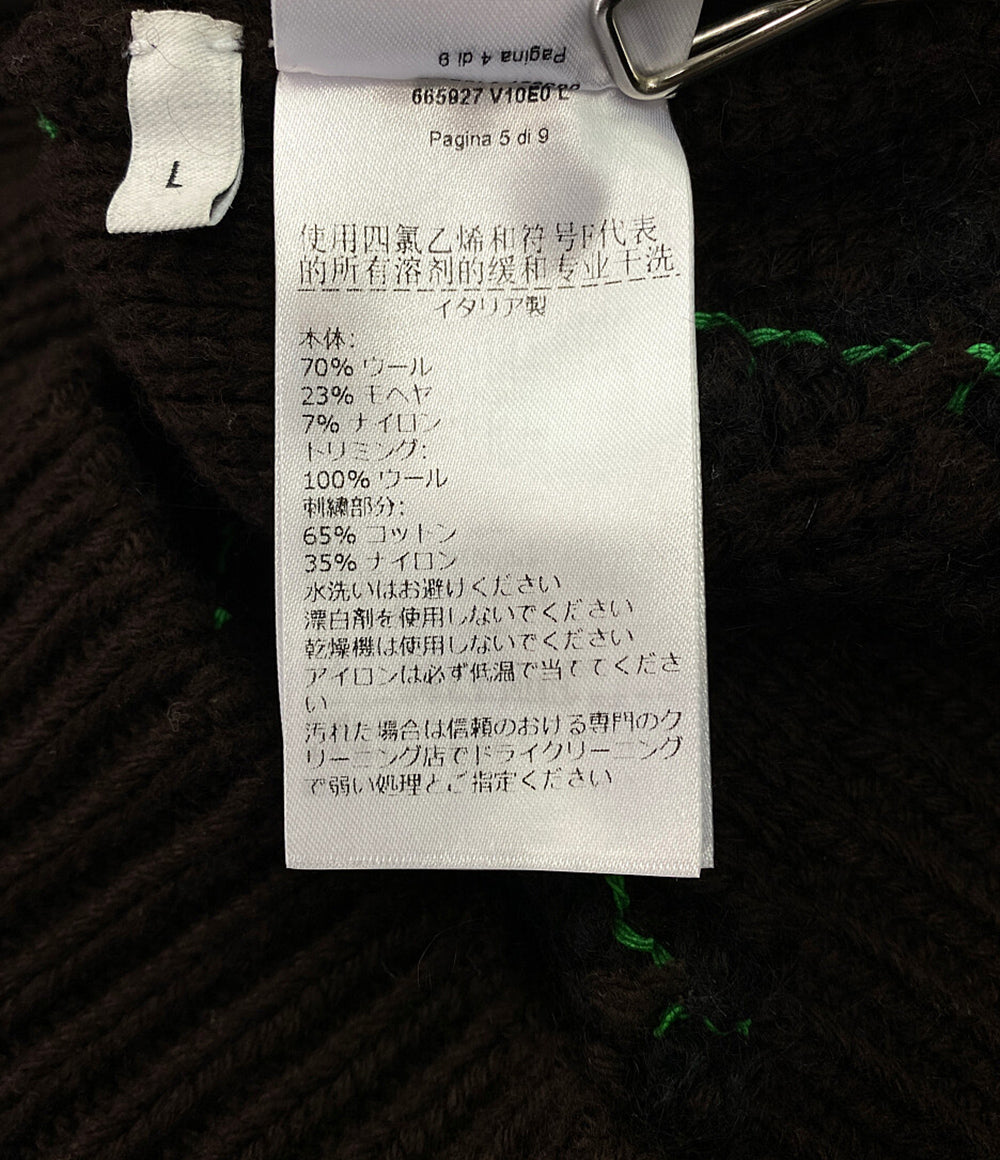 L
Pagina 4 di 9
665927 V10E0
Pagina 5 di 9
使用四氯乙烯和符号F代表
的所有溶剂的缓和专业干洗
イタリア製
本体:
70% ウール
23% モヘヤ
7% ナイロン
トリミング:
100% ウール
刺繍部分:
65% コットン
35% ナイロン
水洗いはお避けください
漂白剤を使用しないでください
乾燥機は使用しないでください
アイロンは必ず低温で当ててくださ
い
汚れた場合は信頼のおける専門のク
リーニング店でドライクリーニング
で弱い処理とご指定ください